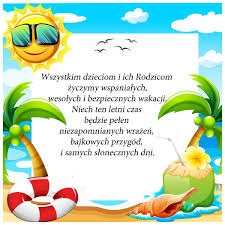 Wszystkim dzieciom i ich Rodzicom
życzymy wspaniałych,
wesołych i bezpiecznych wakacji.
Niech ten letni czas
będzie pełen
niezapomnianych wrażeń,
bajkowych przygód,
i samych słonecznych dni.